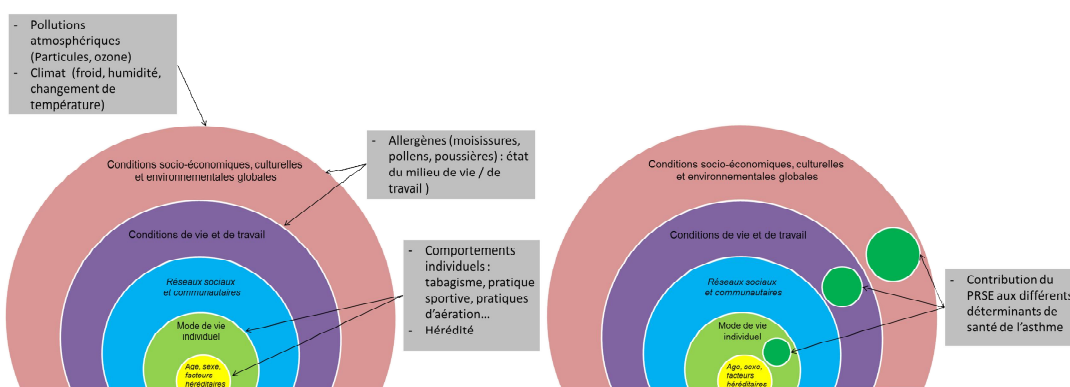 - Pollutions
atmosphériques
(Particules, ozone)
- Climat (froid, humidité,
changement de
température)
Conditions socio-économiques, culturelles
et environnementales globales
- Allergènes (moisissures,
pollens, poussières) : état
du milieu de vie / de
travail )
Conditions de vie et de travail
- Comportements
individuels :
tabagisme, pratique
sportive, pratiques
d'aération...
- Hérédité
Réseaux sociaux
et communautaires
Mode de vie
individuel
Age, sexe,
facteurs
héréditaires
Conditions socio-économiques, culturelles
et environnementales globales
Conditions de vie et de travail
Réseaux sociaux
et communautaires
Mode de vie
individuel
Age, sexe,
facteurs
héréditaires
- Contribution du
PRSE aux différents
déterminants de
santé de l'asthme